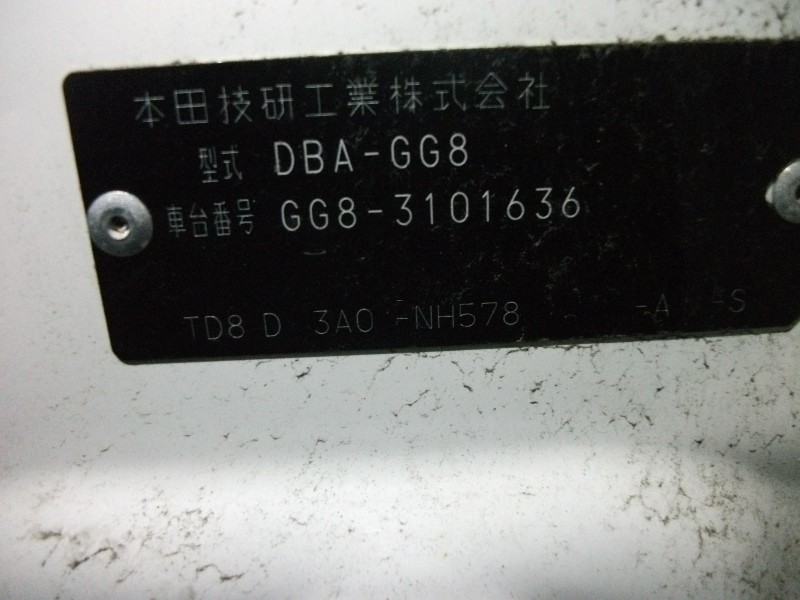 本田技研工業株式会社
型式 DBA-GG8
車台番号 GG8-3101636
TD8 D 3A0 -NH578 -A -S